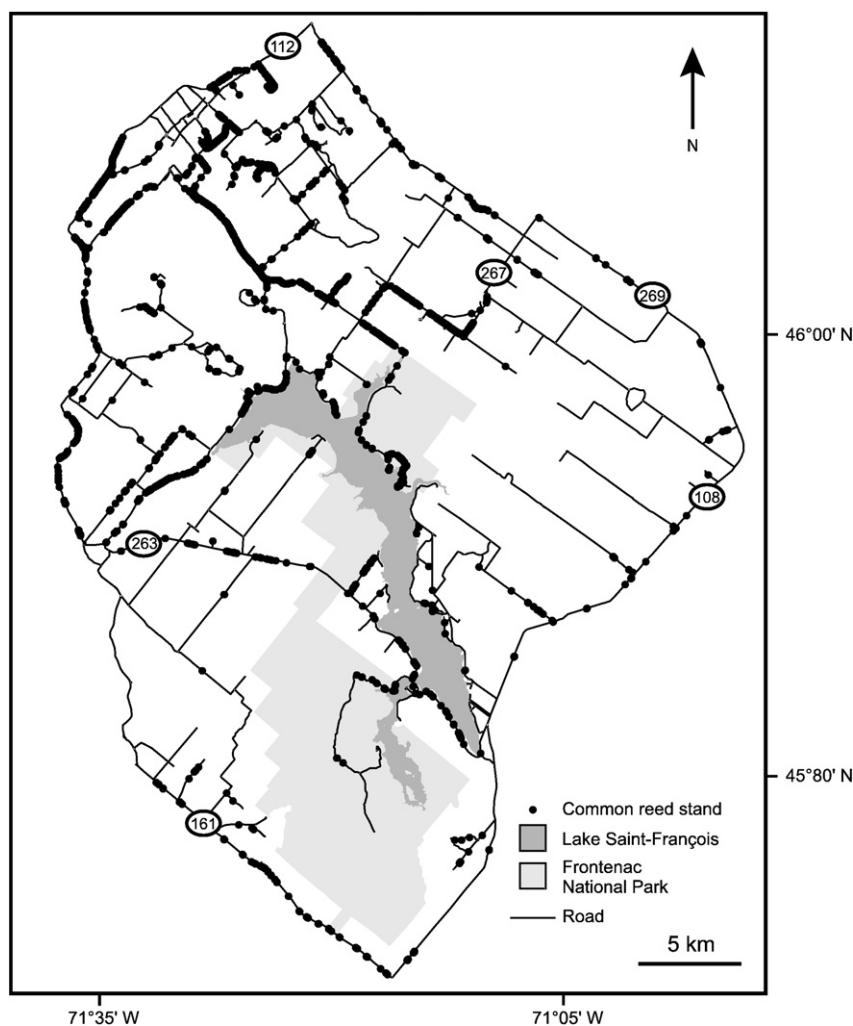 112
N
267
269
46°00' N
108
263
45°80' N
161
Common reed stand
Lake Saint-François
Frontenac
National Park
Road
5 km
71°35' W
71°05' W